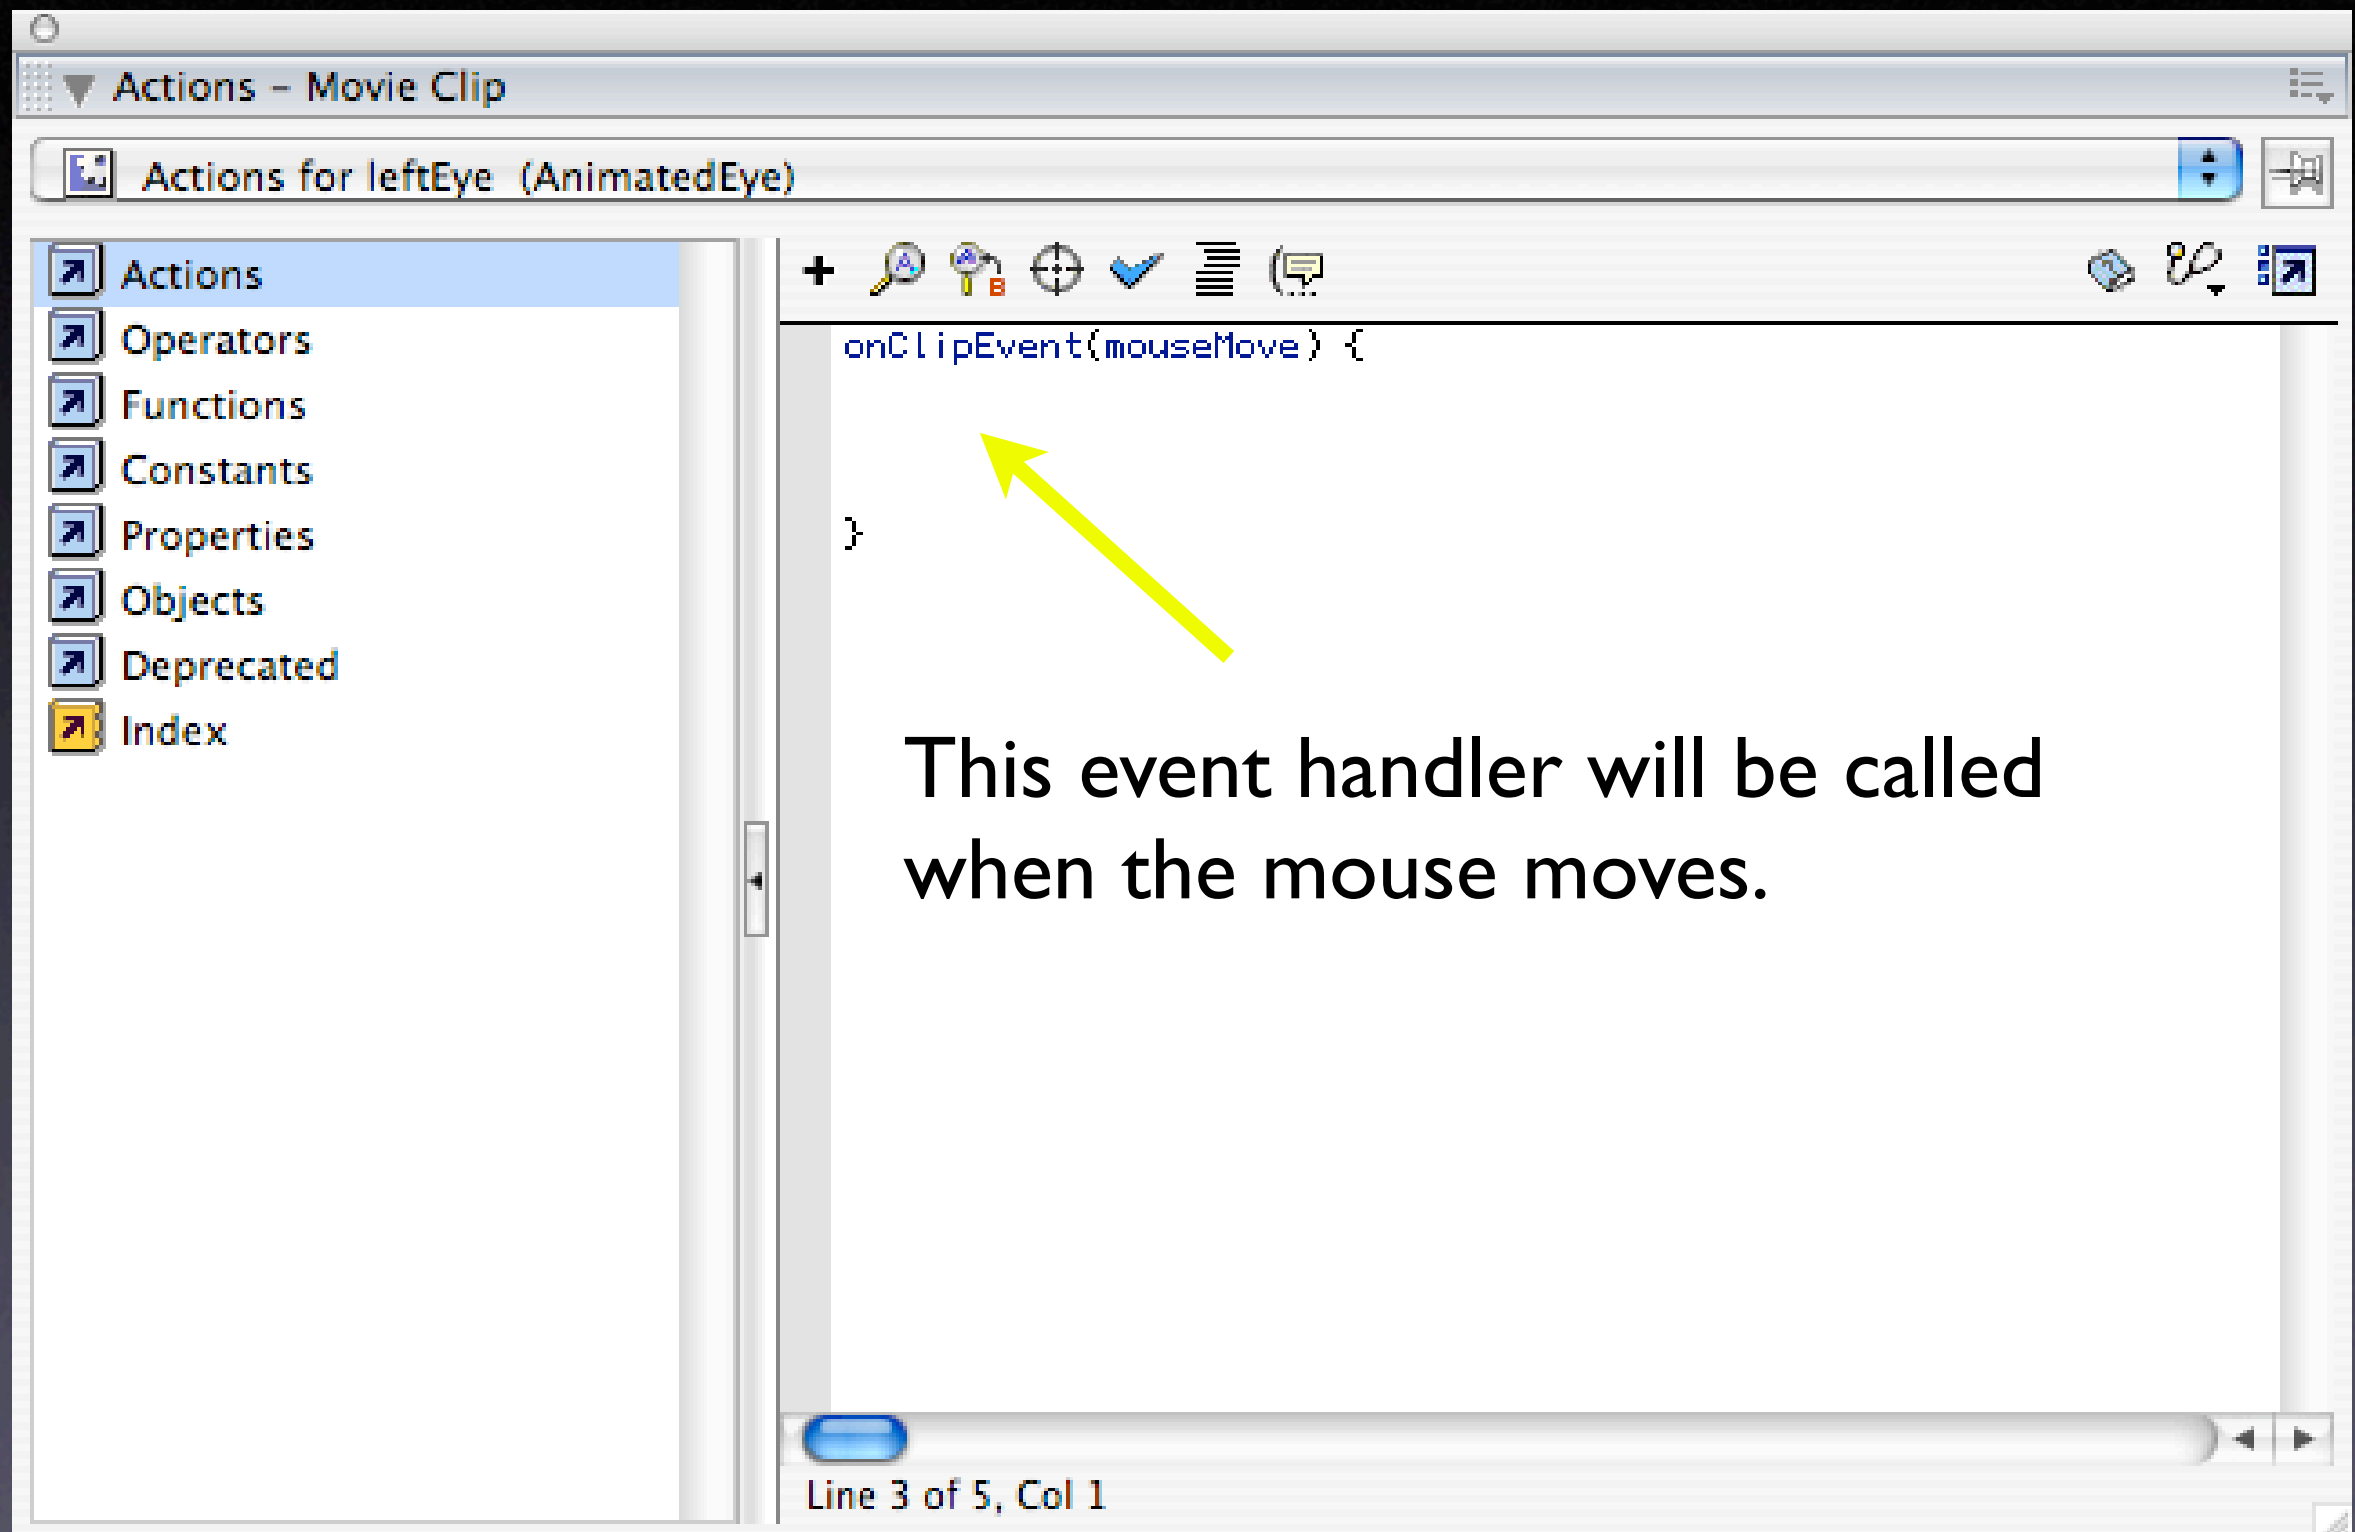 Actions – Movie Clip
Actions for leftEye (AnimatedEye)
Actions
Operators
Functions
Constants
Properties
Objects
Deprecated
Index
onClipEvent(mouseMove) {
}
This event handler will be called
when the mouse moves.
Line 3 of 5, Col 1